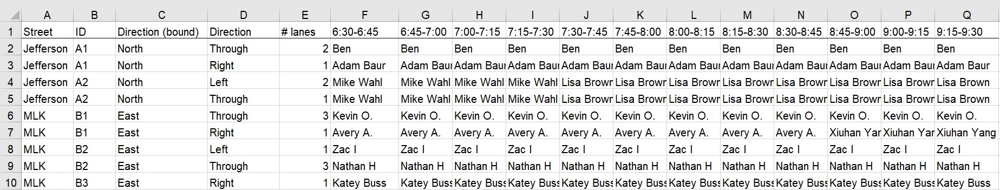 A B C D E F G H I J K L M N O P Q
1 Street ID Direction (bound) Direction # lanes 6:30-6:45 6:45-7:00 7:00-7:15 7:15-7:30 7:30-7:45 7:45-8:00 8:00-8:15 8:15-8:30 8:30-8:45 8:45-9:00 9:00-9:15 9:15-9:30
2 Jefferson A1 North Through 2 Ben Ben Ben Ben Ben Ben Ben Ben Ben Ben Ben Ben
3 Jefferson A1 North Right 1 Adam Baur Adam Baur Adam Baur Adam Baur Adam Baur Adam Baur Adam Baur Adam Baur Adam Baur Adam Baur Adam Baur Adam Baur
4 Jefferson A2 North Left 2 Mike Wahl Mike Wahl Mike Wahl Mike Wahl Lisa Brown Lisa Brown Lisa Brown Lisa Brown Lisa Brown Lisa Brown Lisa Brown Lisa Brown
5 Jefferson A2 North Through 1 Mike Wahl Mike Wahl Mike Wahl Mike Wahl Lisa Brown Lisa Brown Lisa Brown Lisa Brown Lisa Brown Lisa Brown Lisa Brown Lisa Brown
6 MLK B1 East Through 3 Kevin O. Kevin O. Kevin O. Kevin O. Kevin O. Kevin O. Kevin O. Kevin O. Kevin O. Kevin O. Kevin O. Kevin O.
7 MLK B1 East Right 1 Avery A. Avery A. Avery A. Avery A. Avery A. Avery A. Avery A. Avery A. Avery A. Xiuhan Yar Xiuhan Yar Xiuhan Yang
8 MLK B2 East Left 1 Zac I Zac I Zac I Zac I Zac I Zac I Zac I Zac I Zac I Zac I Zac I Zac I
9 MLK B2 East Through 3 Nathan H Nathan H Nathan H Nathan H Nathan H Nathan H Nathan H Nathan H Nathan H Nathan H Nathan H Nathan H
10 MLK B3 East Right 1 Katey Buss Katey Buss Katey Buss Katey Buss Katey Buss Katey Buss Katey Buss Katey Buss Katey Buss Katey Buss Katey Buss Katey Buss